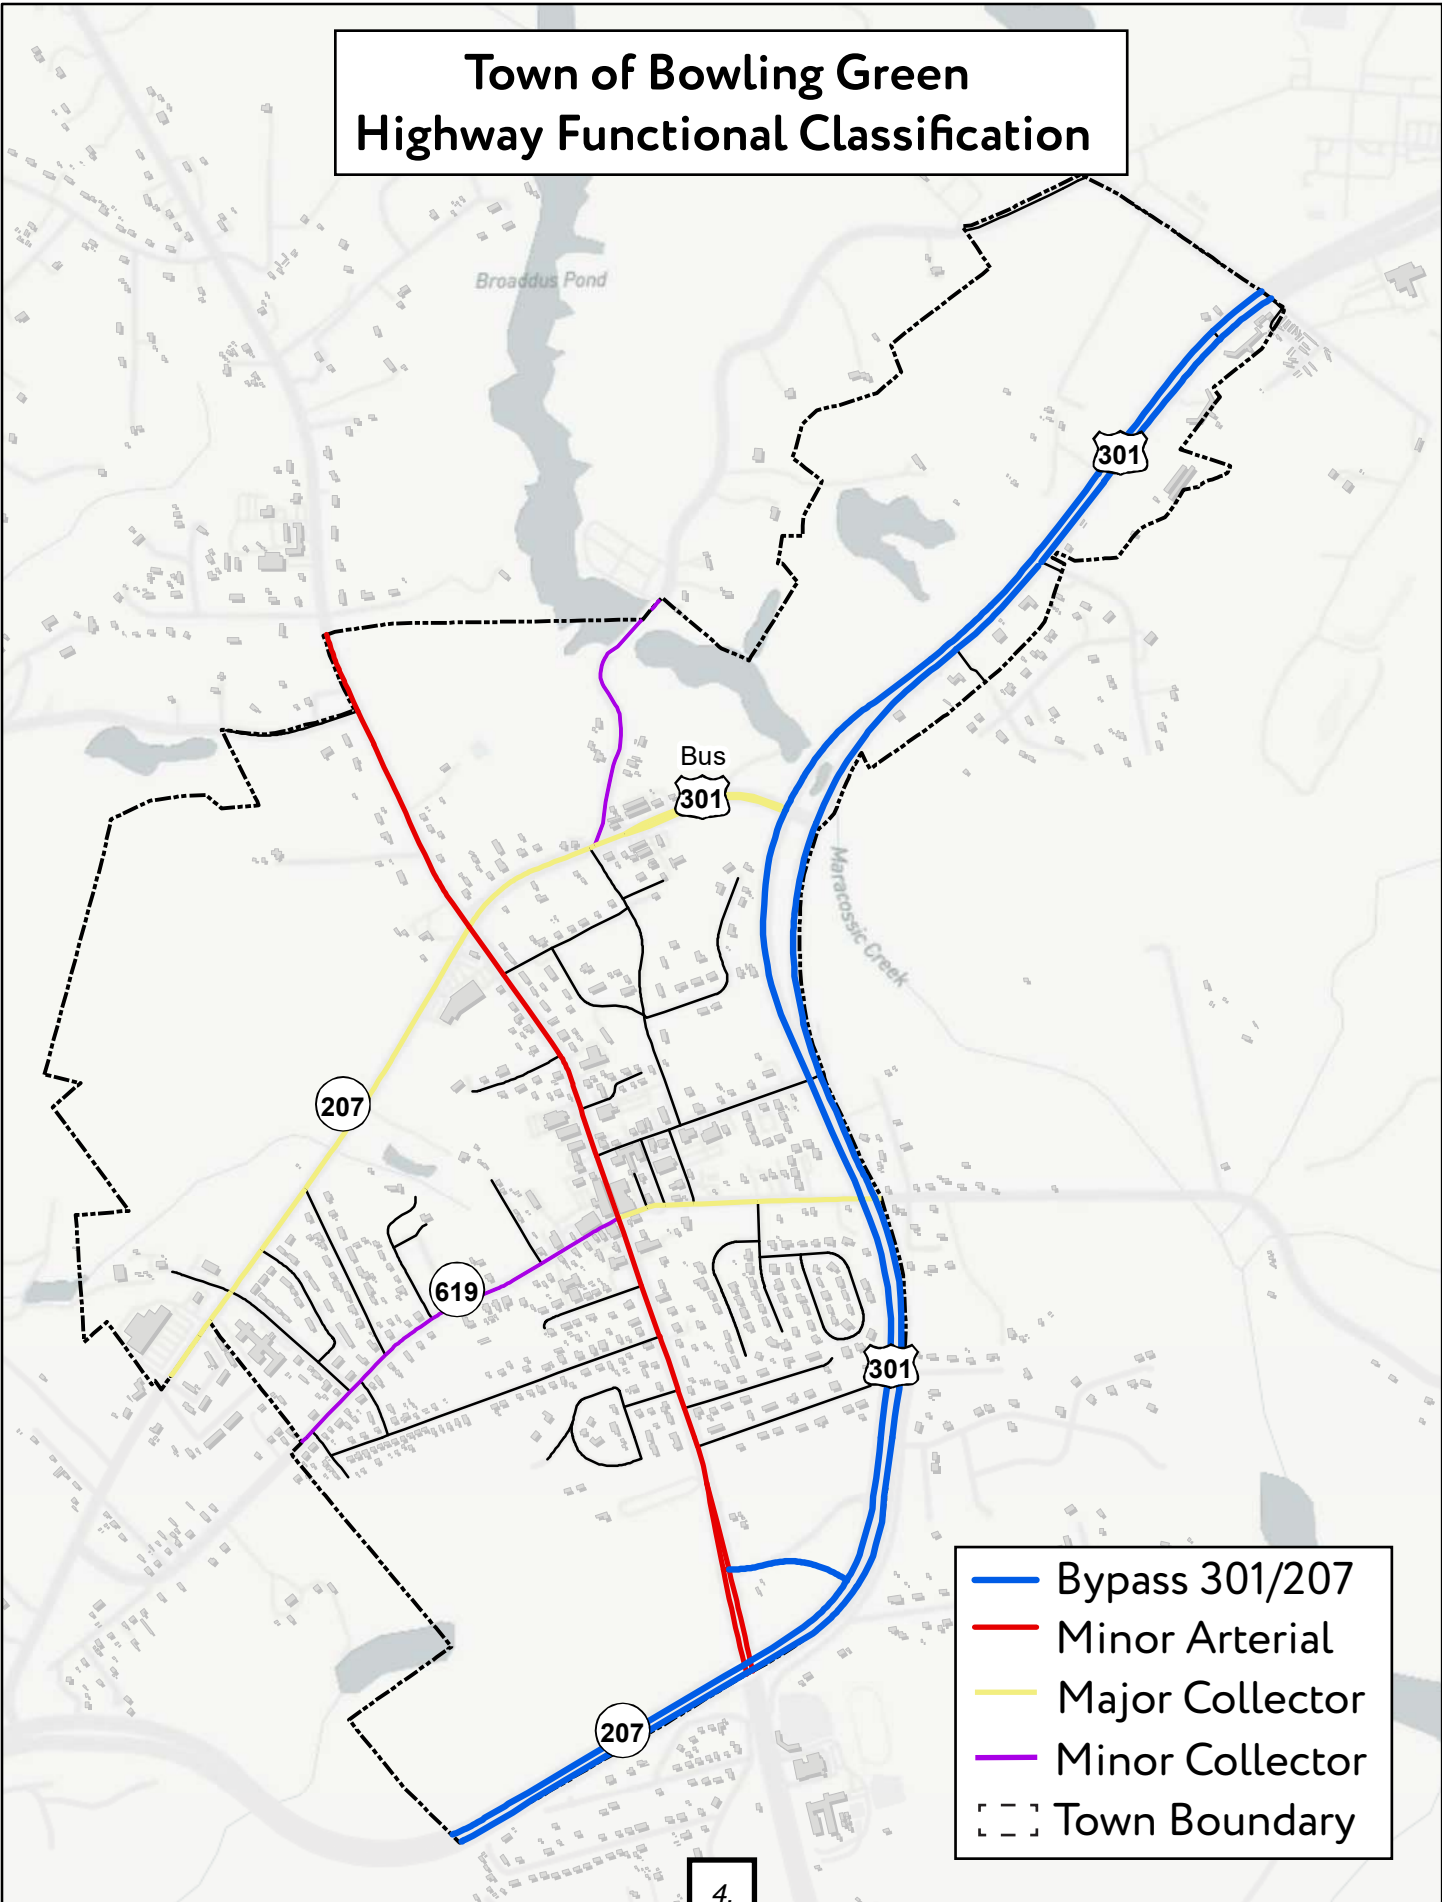 Town of Bowling Green
Highway Functional Classification
Broaddus Pond
301
Bus
301
Maracossic Creek
207
619
301
207
Bypass 301/207
Minor Arterial
Major Collector
Minor Collector
Town Boundary
4.